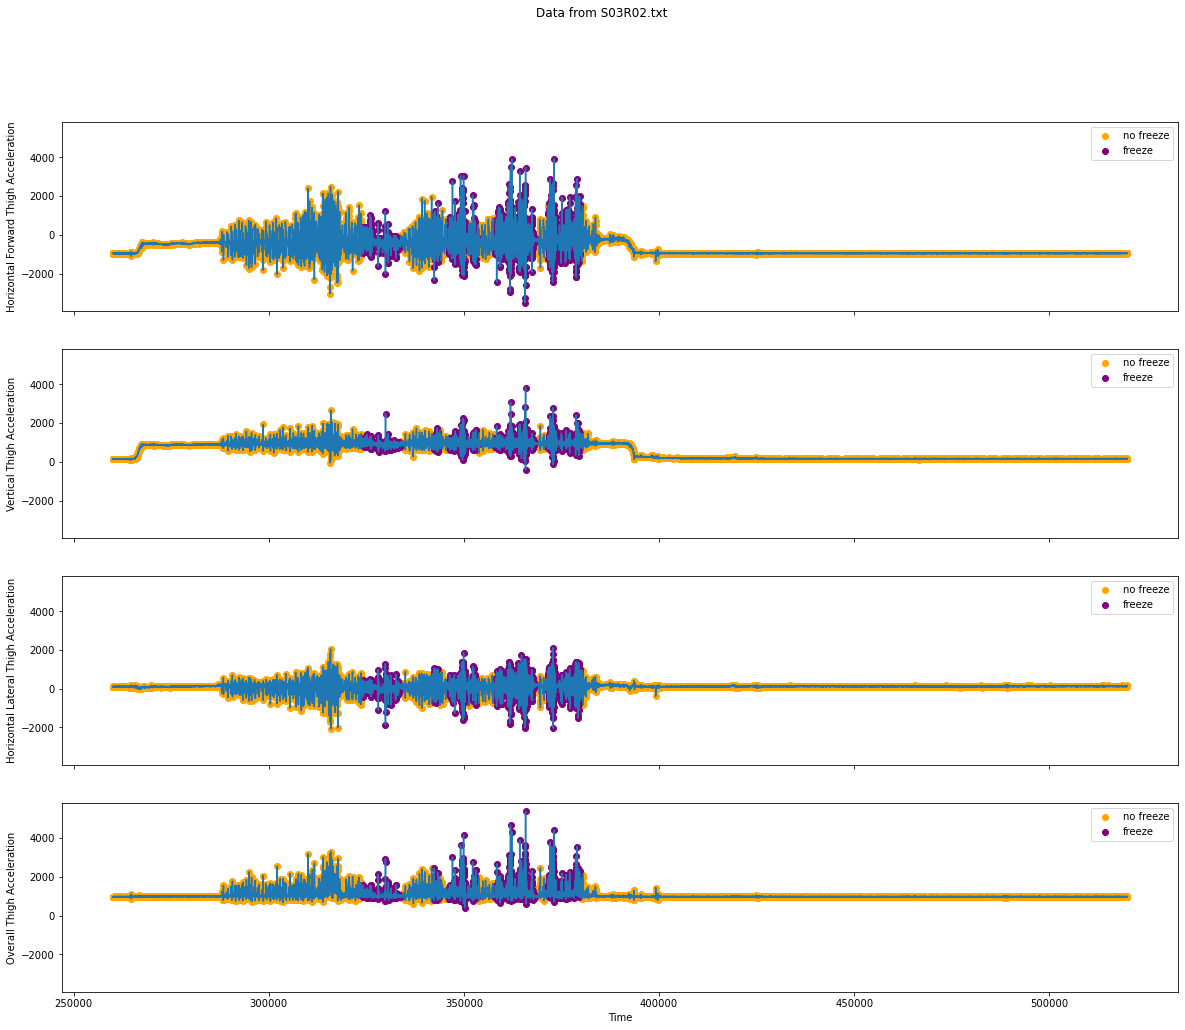 Data from S03R02.txt
Horizontal Forward Thigh Acceleration
4000
2000
0
−2000
no freeze
freeze
Vertical Thigh Acceleration
4000
2000
0
−2000
no freeze
freeze
Horizontal Lateral Thigh Acceleration
4000
2000
0
−2000
no freeze
freeze
Overall Thigh Acceleration
4000
2000
0
−2000
no freeze
freeze
250000 300000 350000 400000 450000 500000
Time